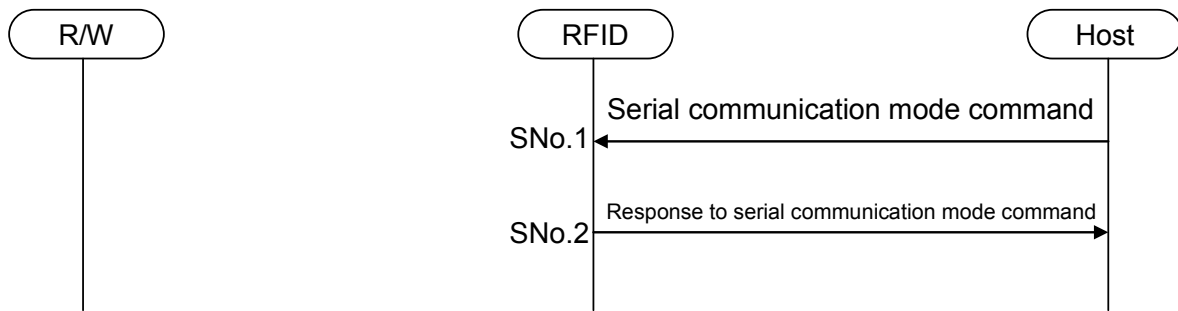 R/W
RFID
Host
Serial communication mode command
SNo.1
Response to serial communication mode command
SNo.2